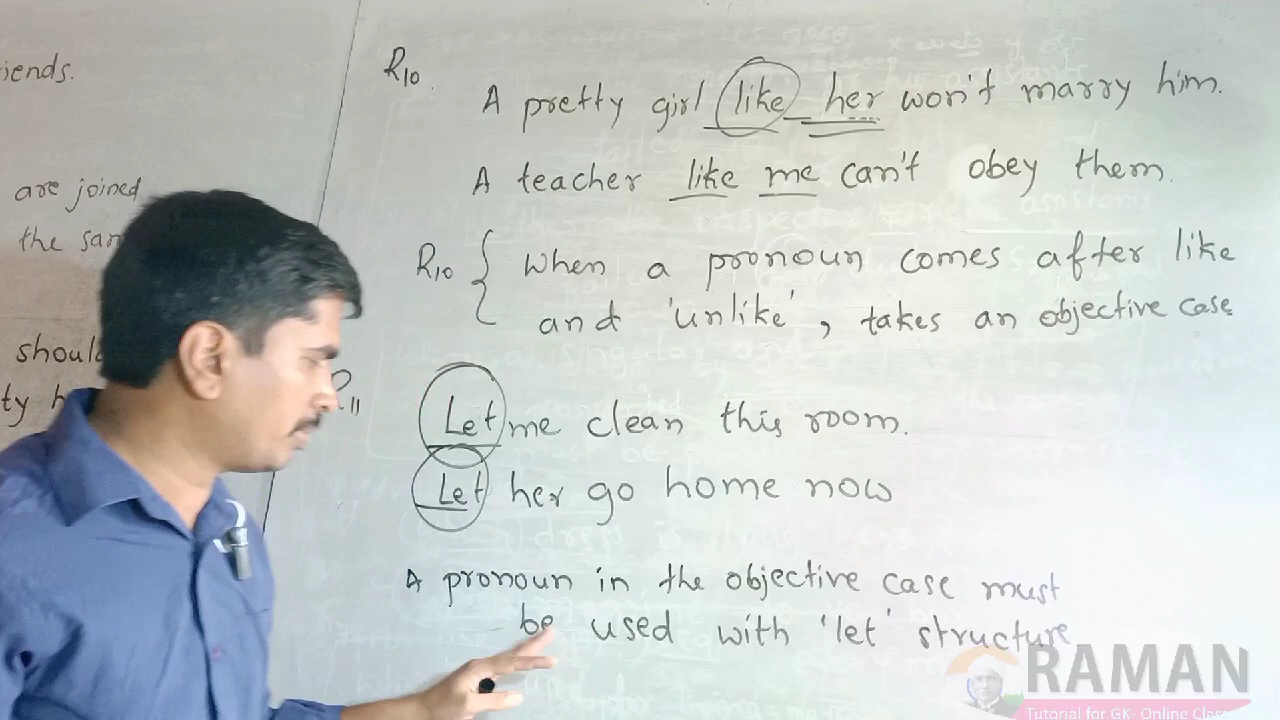 iends.
are joined
the
shoul
R10
A pretty girl like her won't marry him.
A teacher like me can't obey them.
R10 { When a pronoun comes after like
and 'unlike', takes an objective case
R11
Let me clean this room.
Let her go home now
A pronoun in the objective case must
be used with 'let' structure
RAMAN
Tutorial for GK- Online Class